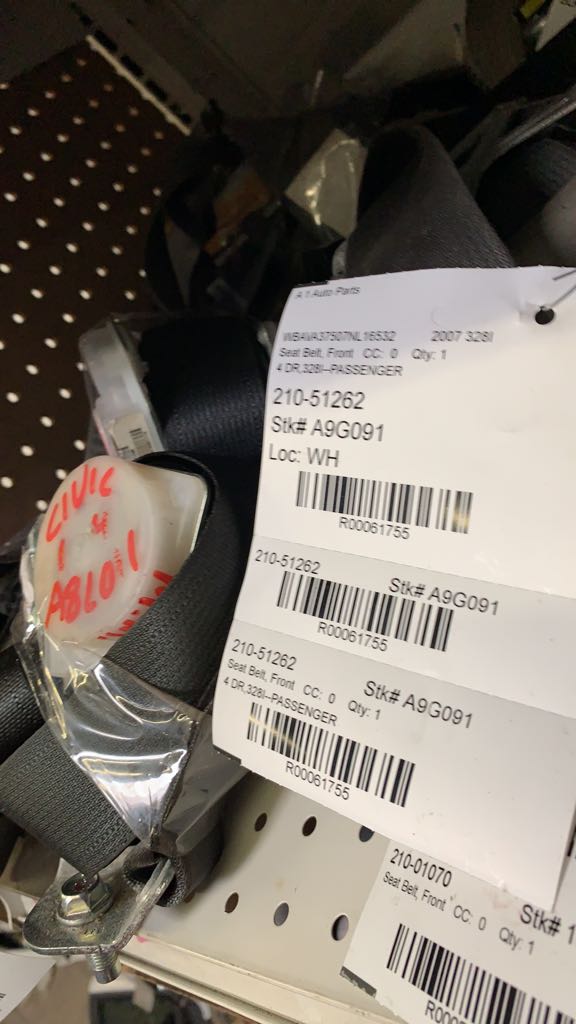 A 1 Auto Parts
WBAVA37507NL16532 2007 328I
Seat Belt, Front CC: 0 Qty: 1
4 DR,328I--PASSENGER
210-51262
Stk# A9G091
Loc: WH
R00061755
210-51262 Stk# A9G091
R00061755
210-51262 Stk# A9G091
Seat Belt, Front CC: 0 Qty: 1
4 DR,328I--PASSENGER
R00061755
210-01070 Stk# 1
Seat Belt, Front CC: 0 Qty: 1
R000
CIVIC